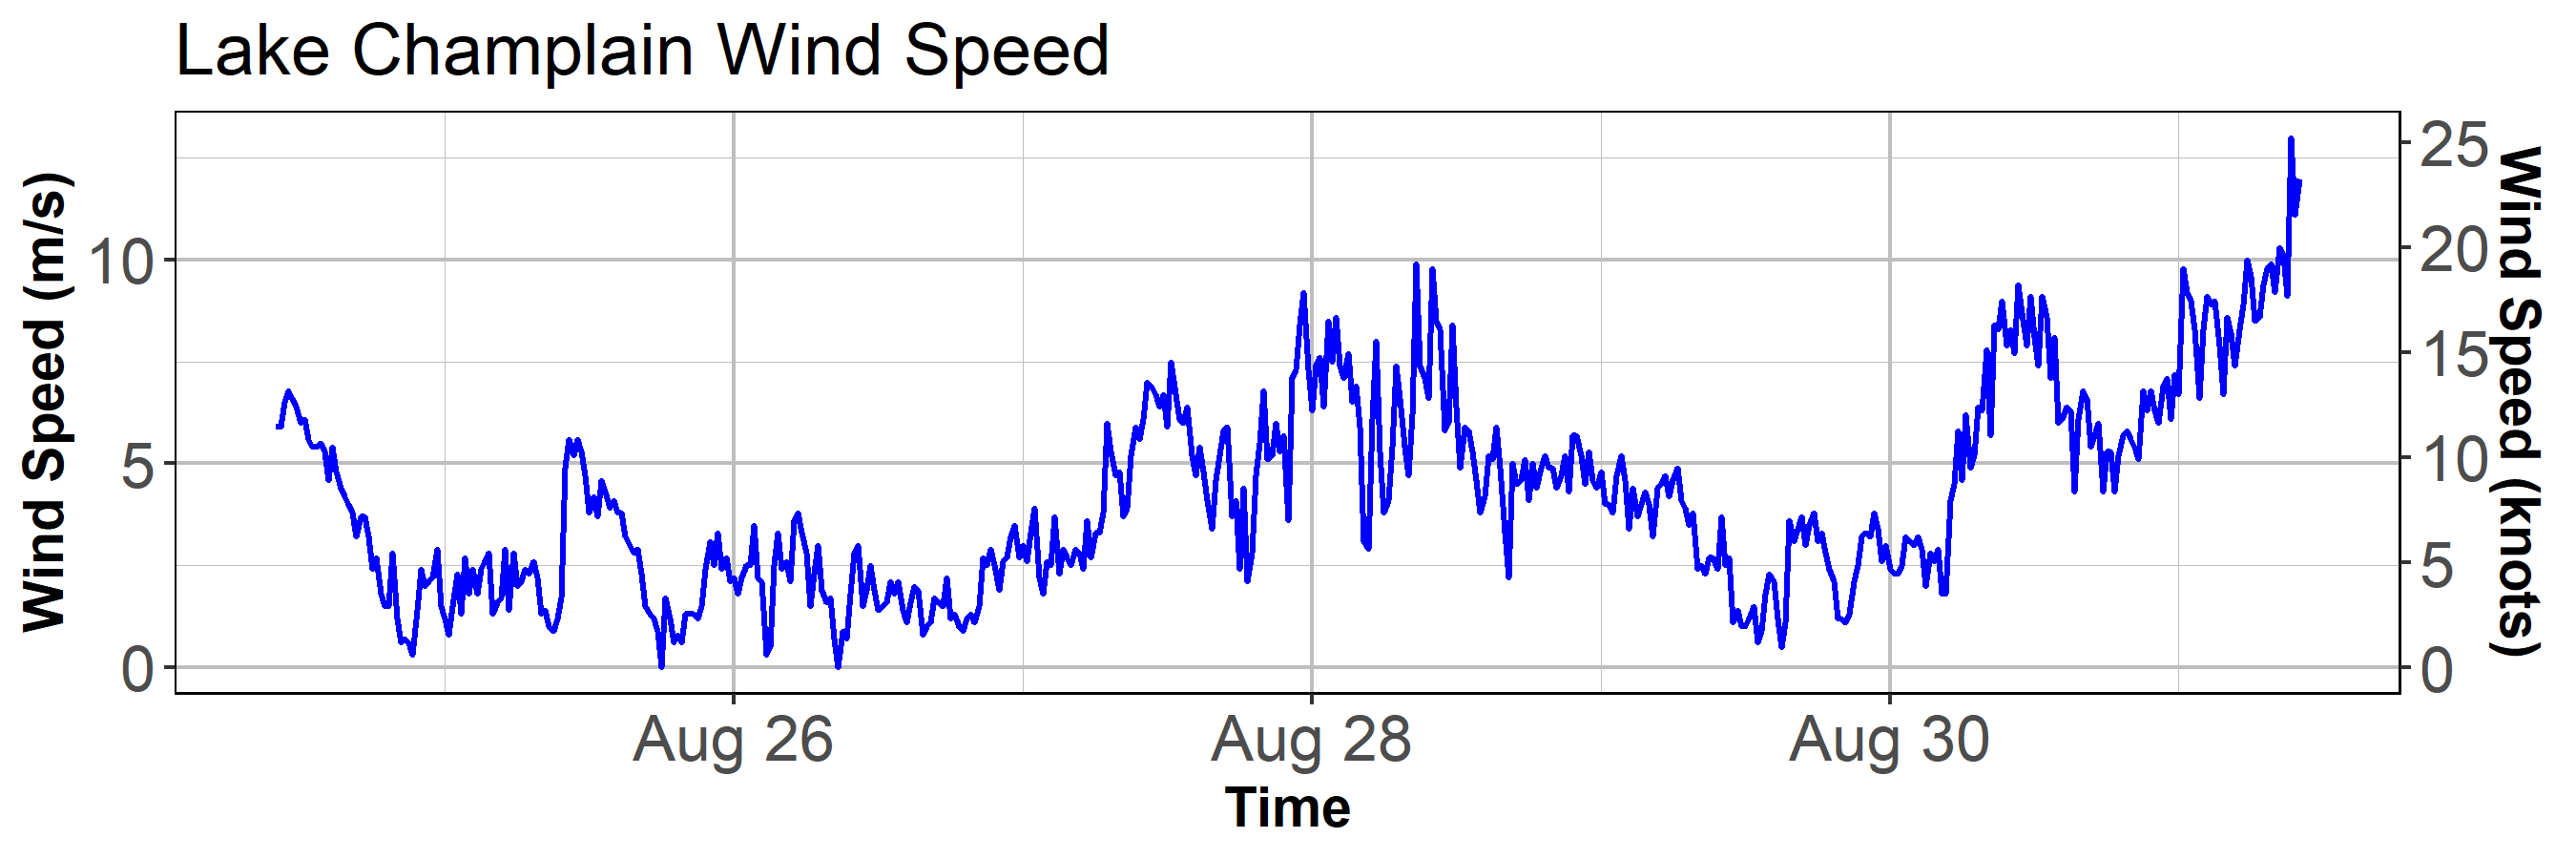 Lake Champlain Wind Speed
Wind Speed (m/s)
10
5
0
25
20
15
10
5
0
Wind Speed (knots)
Aug 26
Aug 28
Aug 30
Time